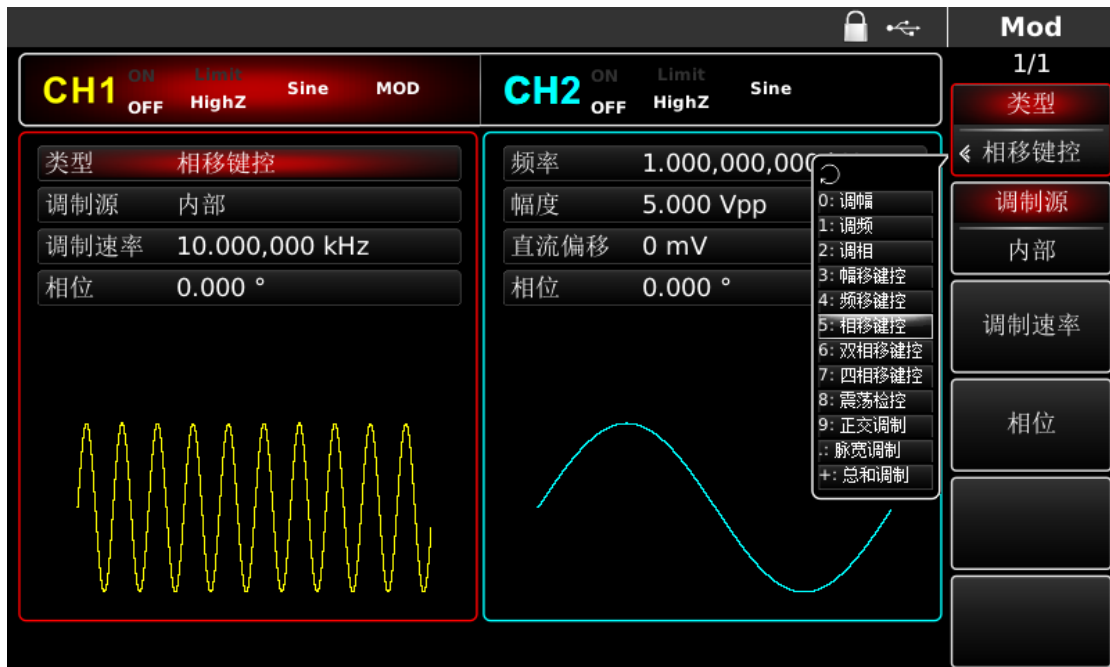 Mod
1/1
CH1 ON OFF Limit HighZ Sine MOD
CH2 ON OFF Limit HighZ Sine
类型 相移键控
调制源 内部
调制速率 10.000,000 kHz
相位 0.000 °
频率 1.000,000,000
幅度 5.000 Vpp
直流偏移 0 mV
相位 0.000 °
0: 调幅
1: 调频
2: 调相
3: 幅移键控
4: 频移键控
5: 相移键控
6: 双相移键控
7: 四相移键控
8: 震荡检控
9: 正交调制
.: 脉宽调制
+: 总和调制
类型
相移键控
调制源
内部
调制速率
相位